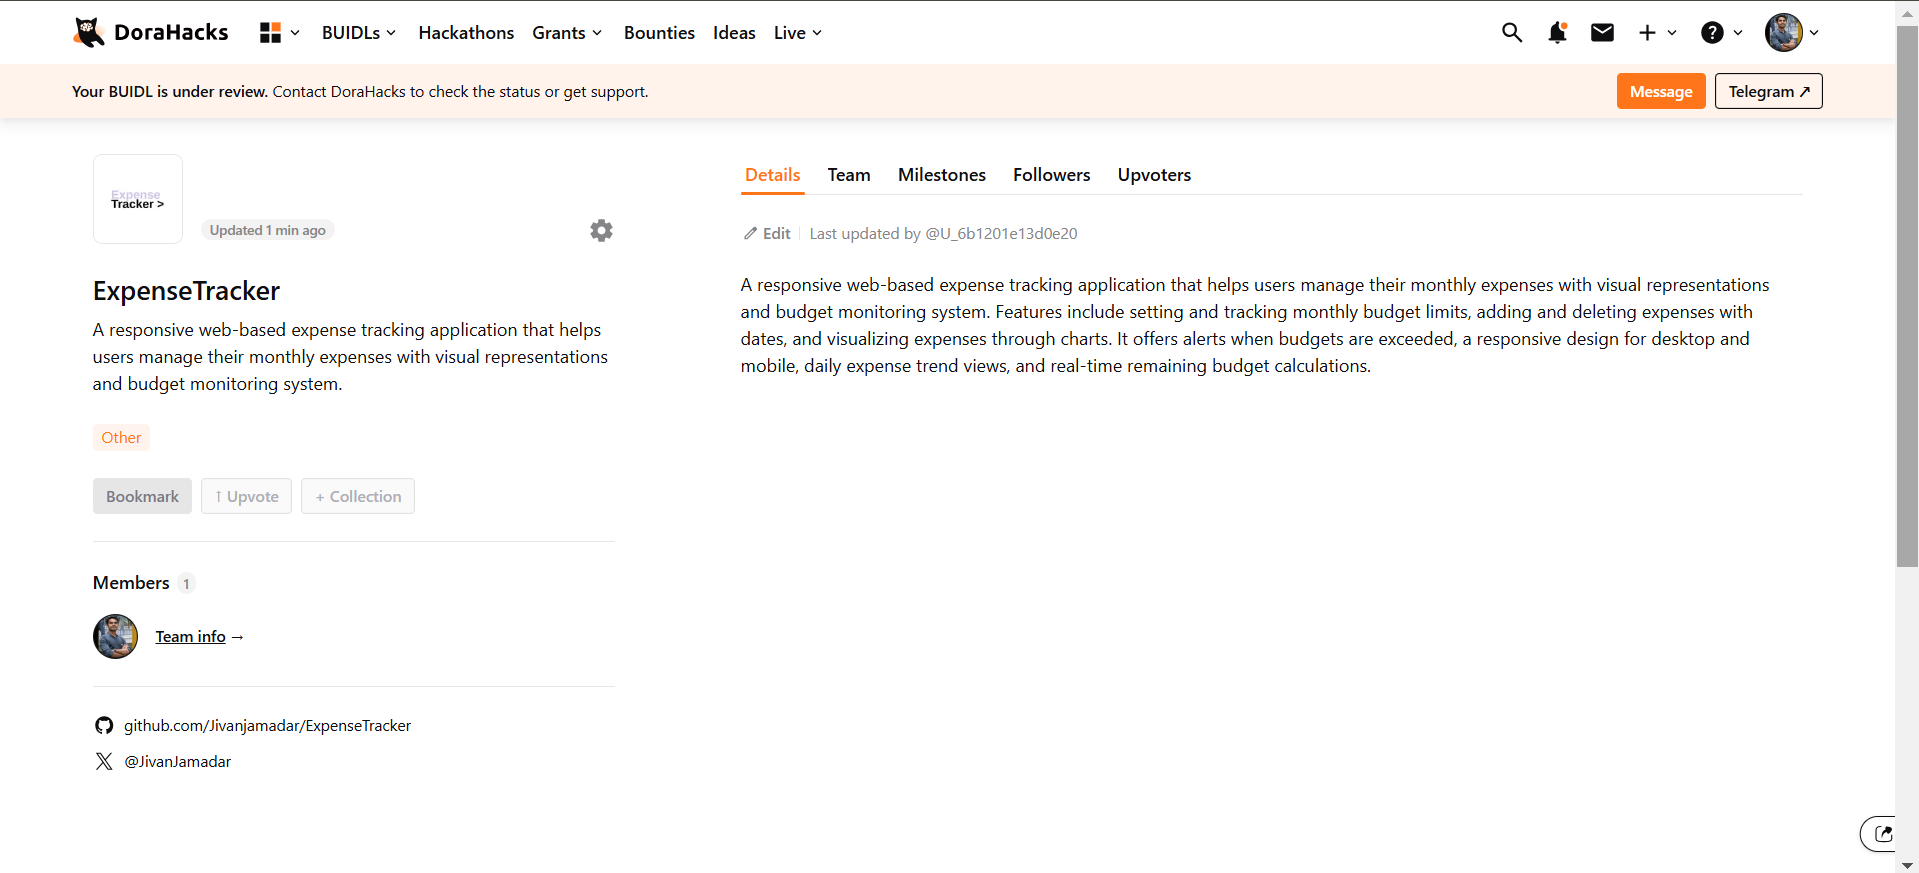 DoraHacks
BUIDLs
Hackathons
Grants
Bounties
Ideas
Live
Your BUIDL is under review. Contact DoraHacks to check the status or get support.
Message
Telegram ↗
Expense
Tracker >
Updated 1 min ago
ExpenseTracker
A responsive web-based expense tracking application that helps
users manage their monthly expenses with visual representations
and budget monitoring system.
Other
Bookmark
↑ Upvote
+ Collection
Members 1
Team info →
github.com/Jivanjamadar/ExpenseTracker
@JivanJamadar
Details
Team
Milestones
Followers
Upvoters
Edit
Last updated by @U_6b1201e13d0e20
A responsive web-based expense tracking application that helps users manage their monthly expenses with visual representations
and budget monitoring system. Features include setting and tracking monthly budget limits, adding and deleting expenses with
dates, and visualizing expenses through charts. It offers alerts when budgets are exceeded, a responsive design for desktop and
mobile, daily expense trend views, and real-time remaining budget calculations.